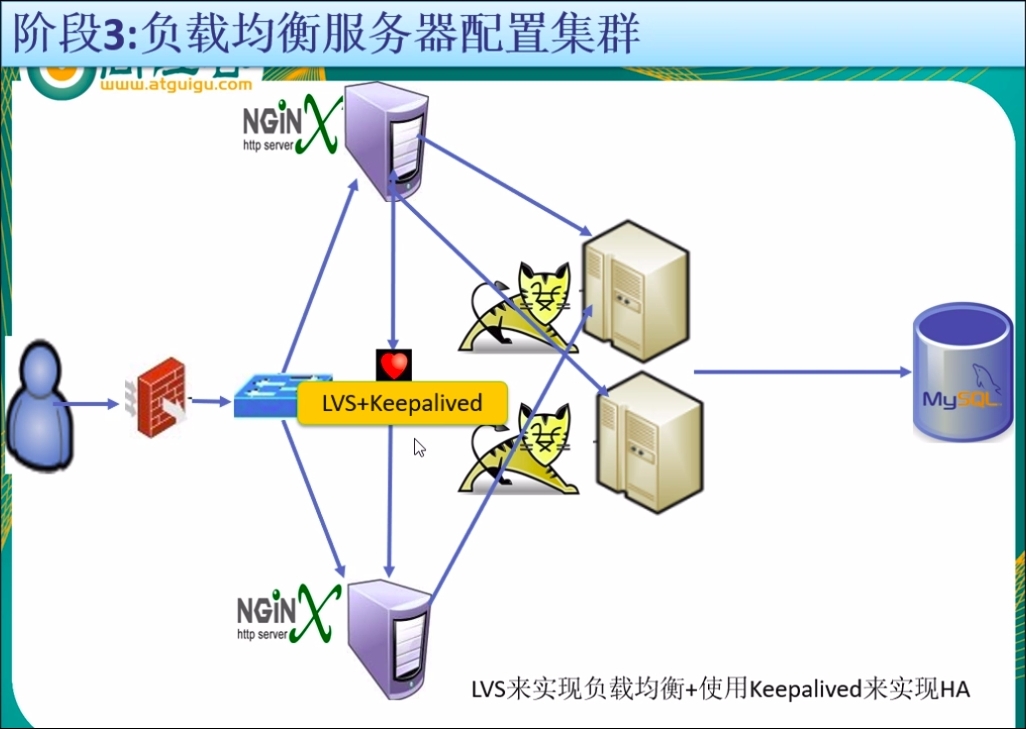 阶段3:负载均衡服务器配置集群
www.atguigu.com
NGiNX
http server
LVS+Keepalived
MySQL
NGiNX
http server
LVS来实现负载均衡+使用Keepalived来实现HA